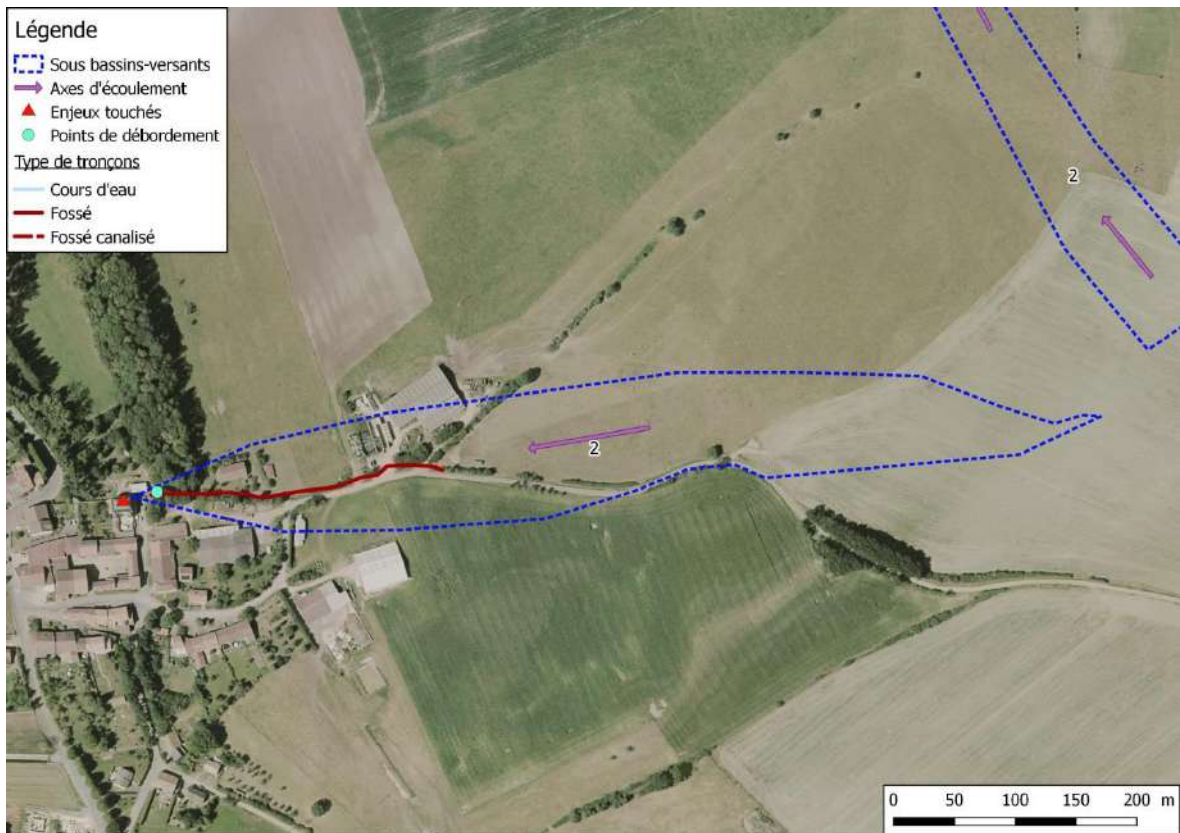 Légende
Sous bassins-versants
Axes d'écoulement
Enjeux touchés
Points de débordement
Type de tronçons
Cours d'eau
Fossé
Fossé canalisé
2
2
0 50 100 150 200 m